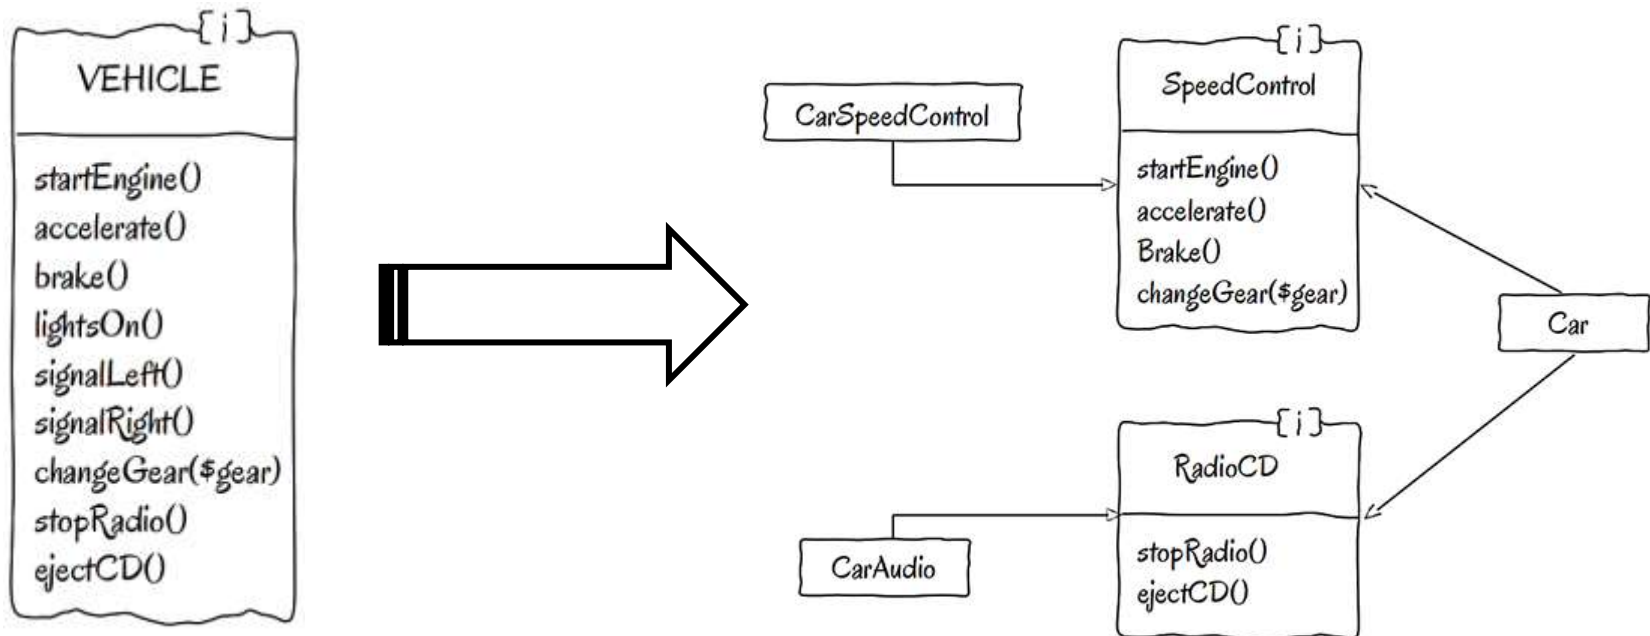 [i]
VEHICLE
startEngine()
accelerate()
brake()
lightsOn()
signalLeft()
signalRight()
changeGear($gear)
stopRadio()
ejectCD()
CarSpeedControl
[i]
SpeedControl
startEngine()
accelerate()
Brake()
changeGear($gear)
Car
[i]
RadioCD
stopRadio()
ejectCD()
CarAudio